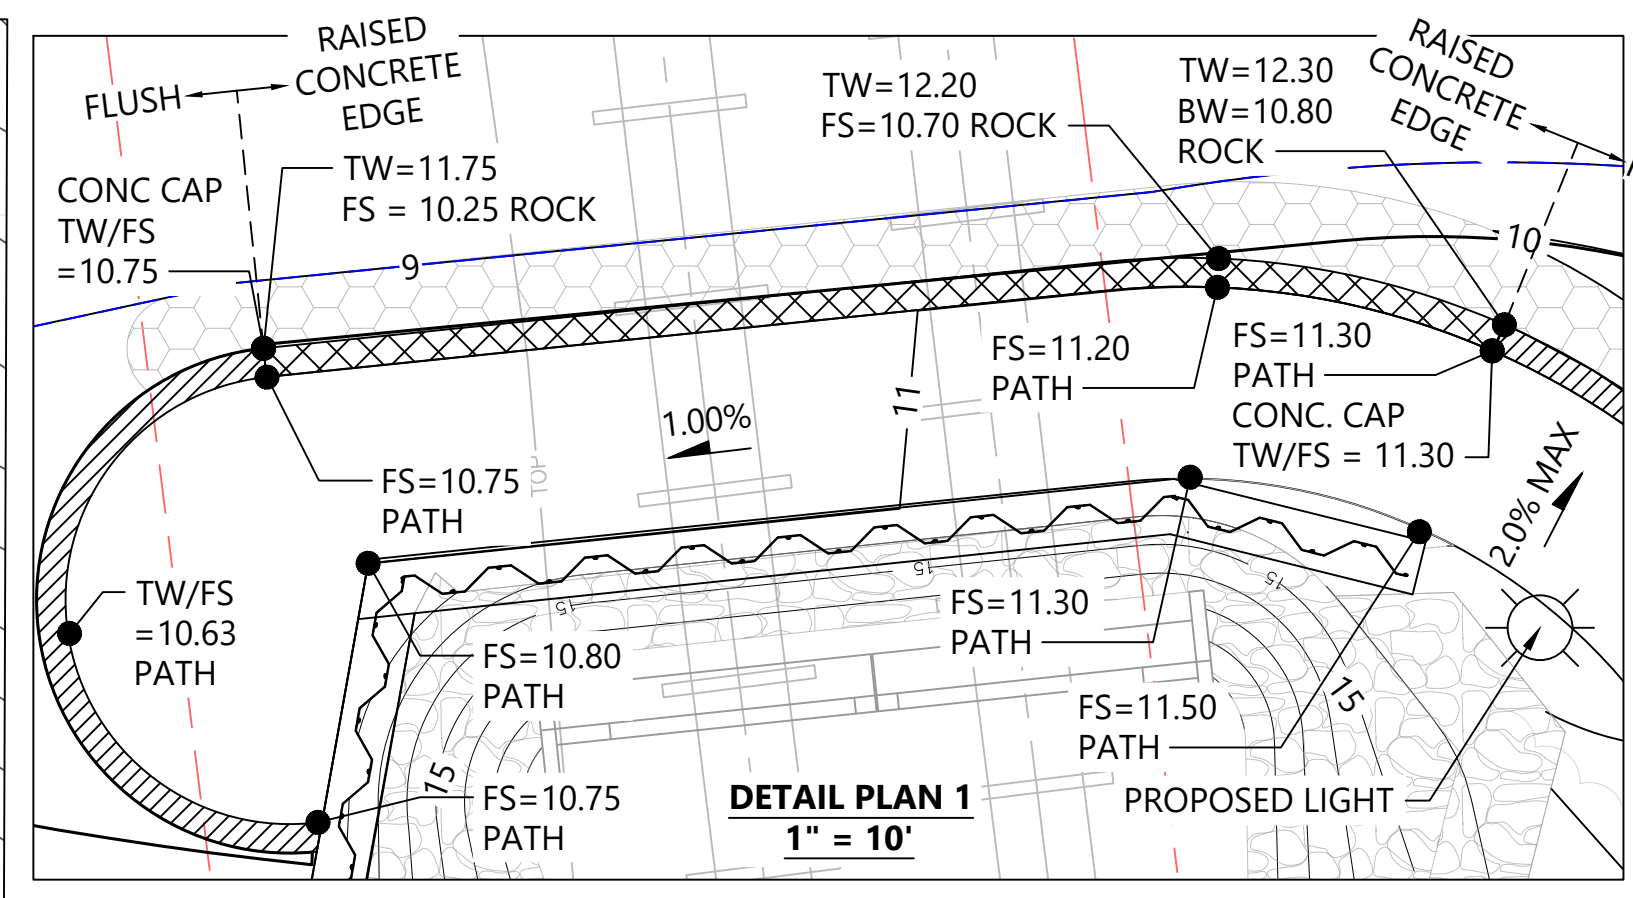 RAISED
CONCRETE
EDGE
FLUSH
TW=11.75
FS = 10.25 ROCK
CONC CAP
TW/FS
=10.75
TW=12.20
FS=10.70 ROCK
TW=12.30
BW=10.80
ROCK
RAISED
CONCRETE
EDGE
9
10
FS=11.20
PATH
FS=11.30
PATH
CONC. CAP
TW/FS = 11.30
11
1.00%
TOP
FS=10.75
PATH
2.0% MAX
TW/FS
=10.63
PATH
15
15
15
FS=10.80
PATH
FS=11.30
PATH
15
FS=11.50
PATH
15
FS=10.75
PATH
PROPOSED LIGHT
DETAIL PLAN 1
1" = 10'